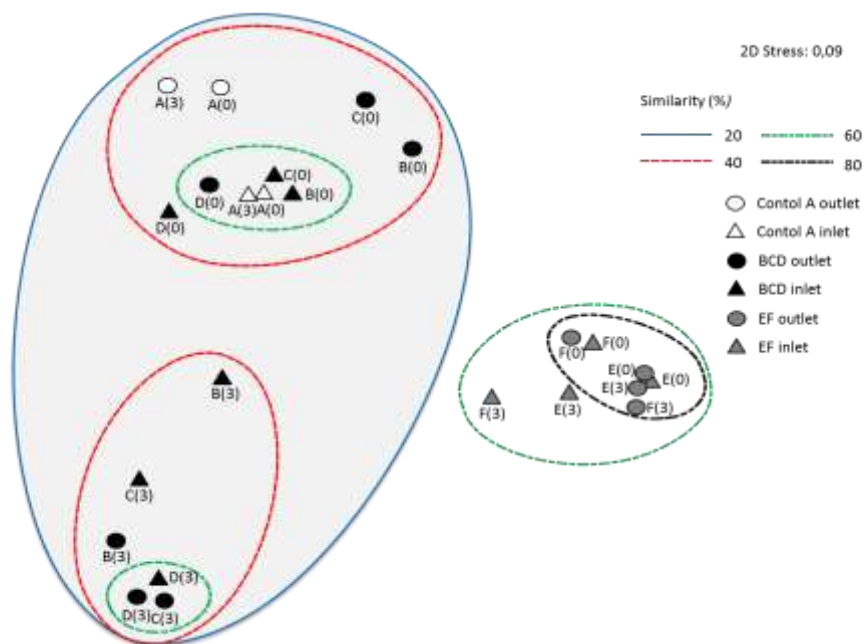 2D Stress: 0,09
A(3)
A(0)
C(0)
Similarity (%)
20
60
40
80
B(0)
C(0)
D(0)
B(0)
A(3)A(0)
D(0)
Contol A outlet
Contol A inlet
BCD outlet
BCD inlet
EF outlet
EF inlet
F(0)
F(0)
E(0)
E(0)
E(3)
B(3)
F(3)
E(3)
F(3)
C(3)
B(3)
D(3)
D(3)
C(3)